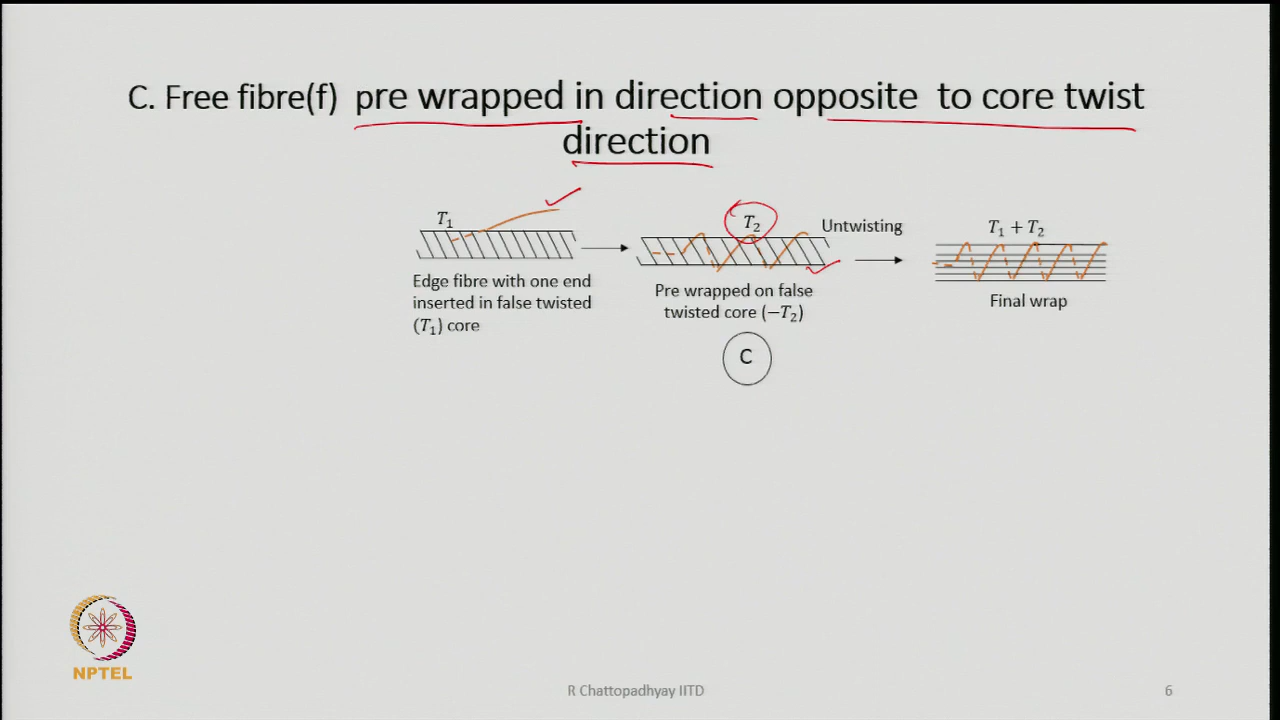 C. Free fibre(f) pre wrapped in direction opposite to core twist
direction
T₁
Edge fibre with one end
inserted in false twisted
(T₁) core
T₂
Pre wrapped on false
twisted core (−T₂)
C
Untwisting
T₁ + T₂
Final wrap
NPTEL
R Chattopadhyay IITD
6